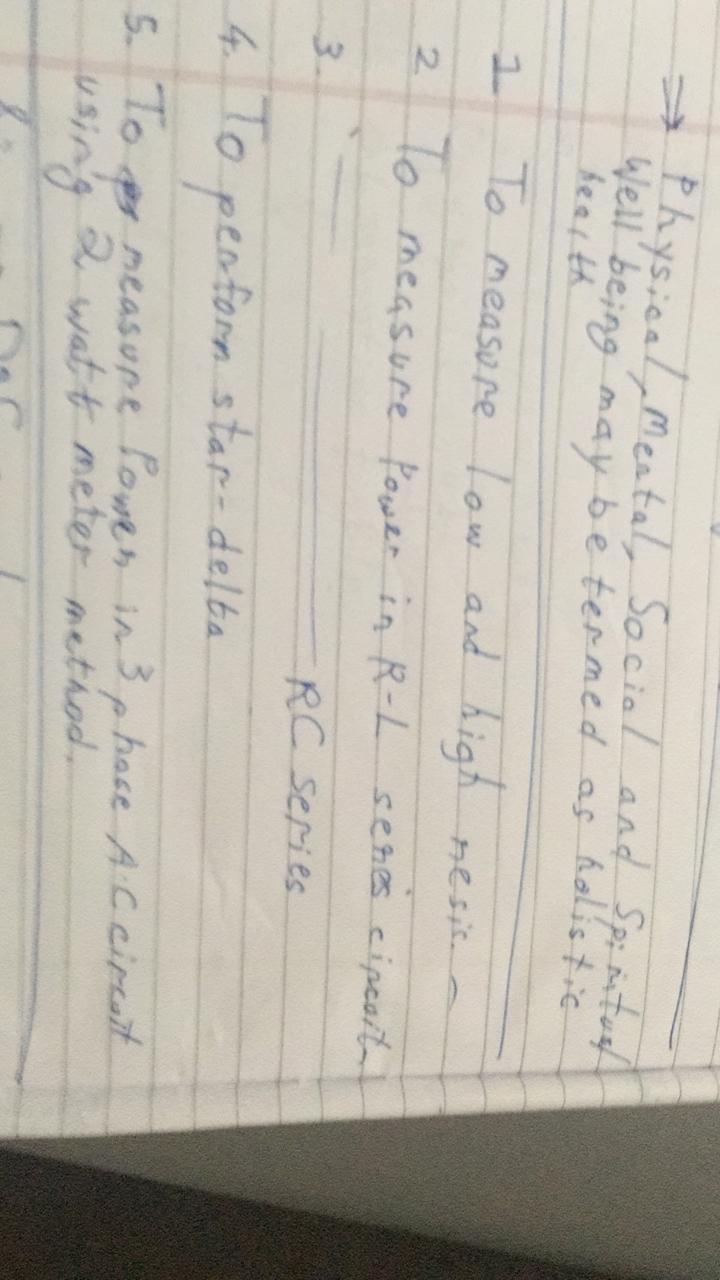 → Physical, Mental, Social and Spiritual
Well being may be termed as holistic
health
1 To measure low and high resis -
2 To measure Power in R-L series circuit
3. ` —— RC series
4. To perform star-delta
5. To measure Power in 3 phase A.C circuit
using 2 watt meter method.